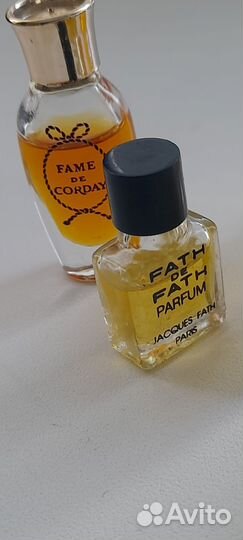 FAME
DE
CORDAY
FATH
DE
FATH
PARFUM
JACQUES FATH
PARIS
Avito